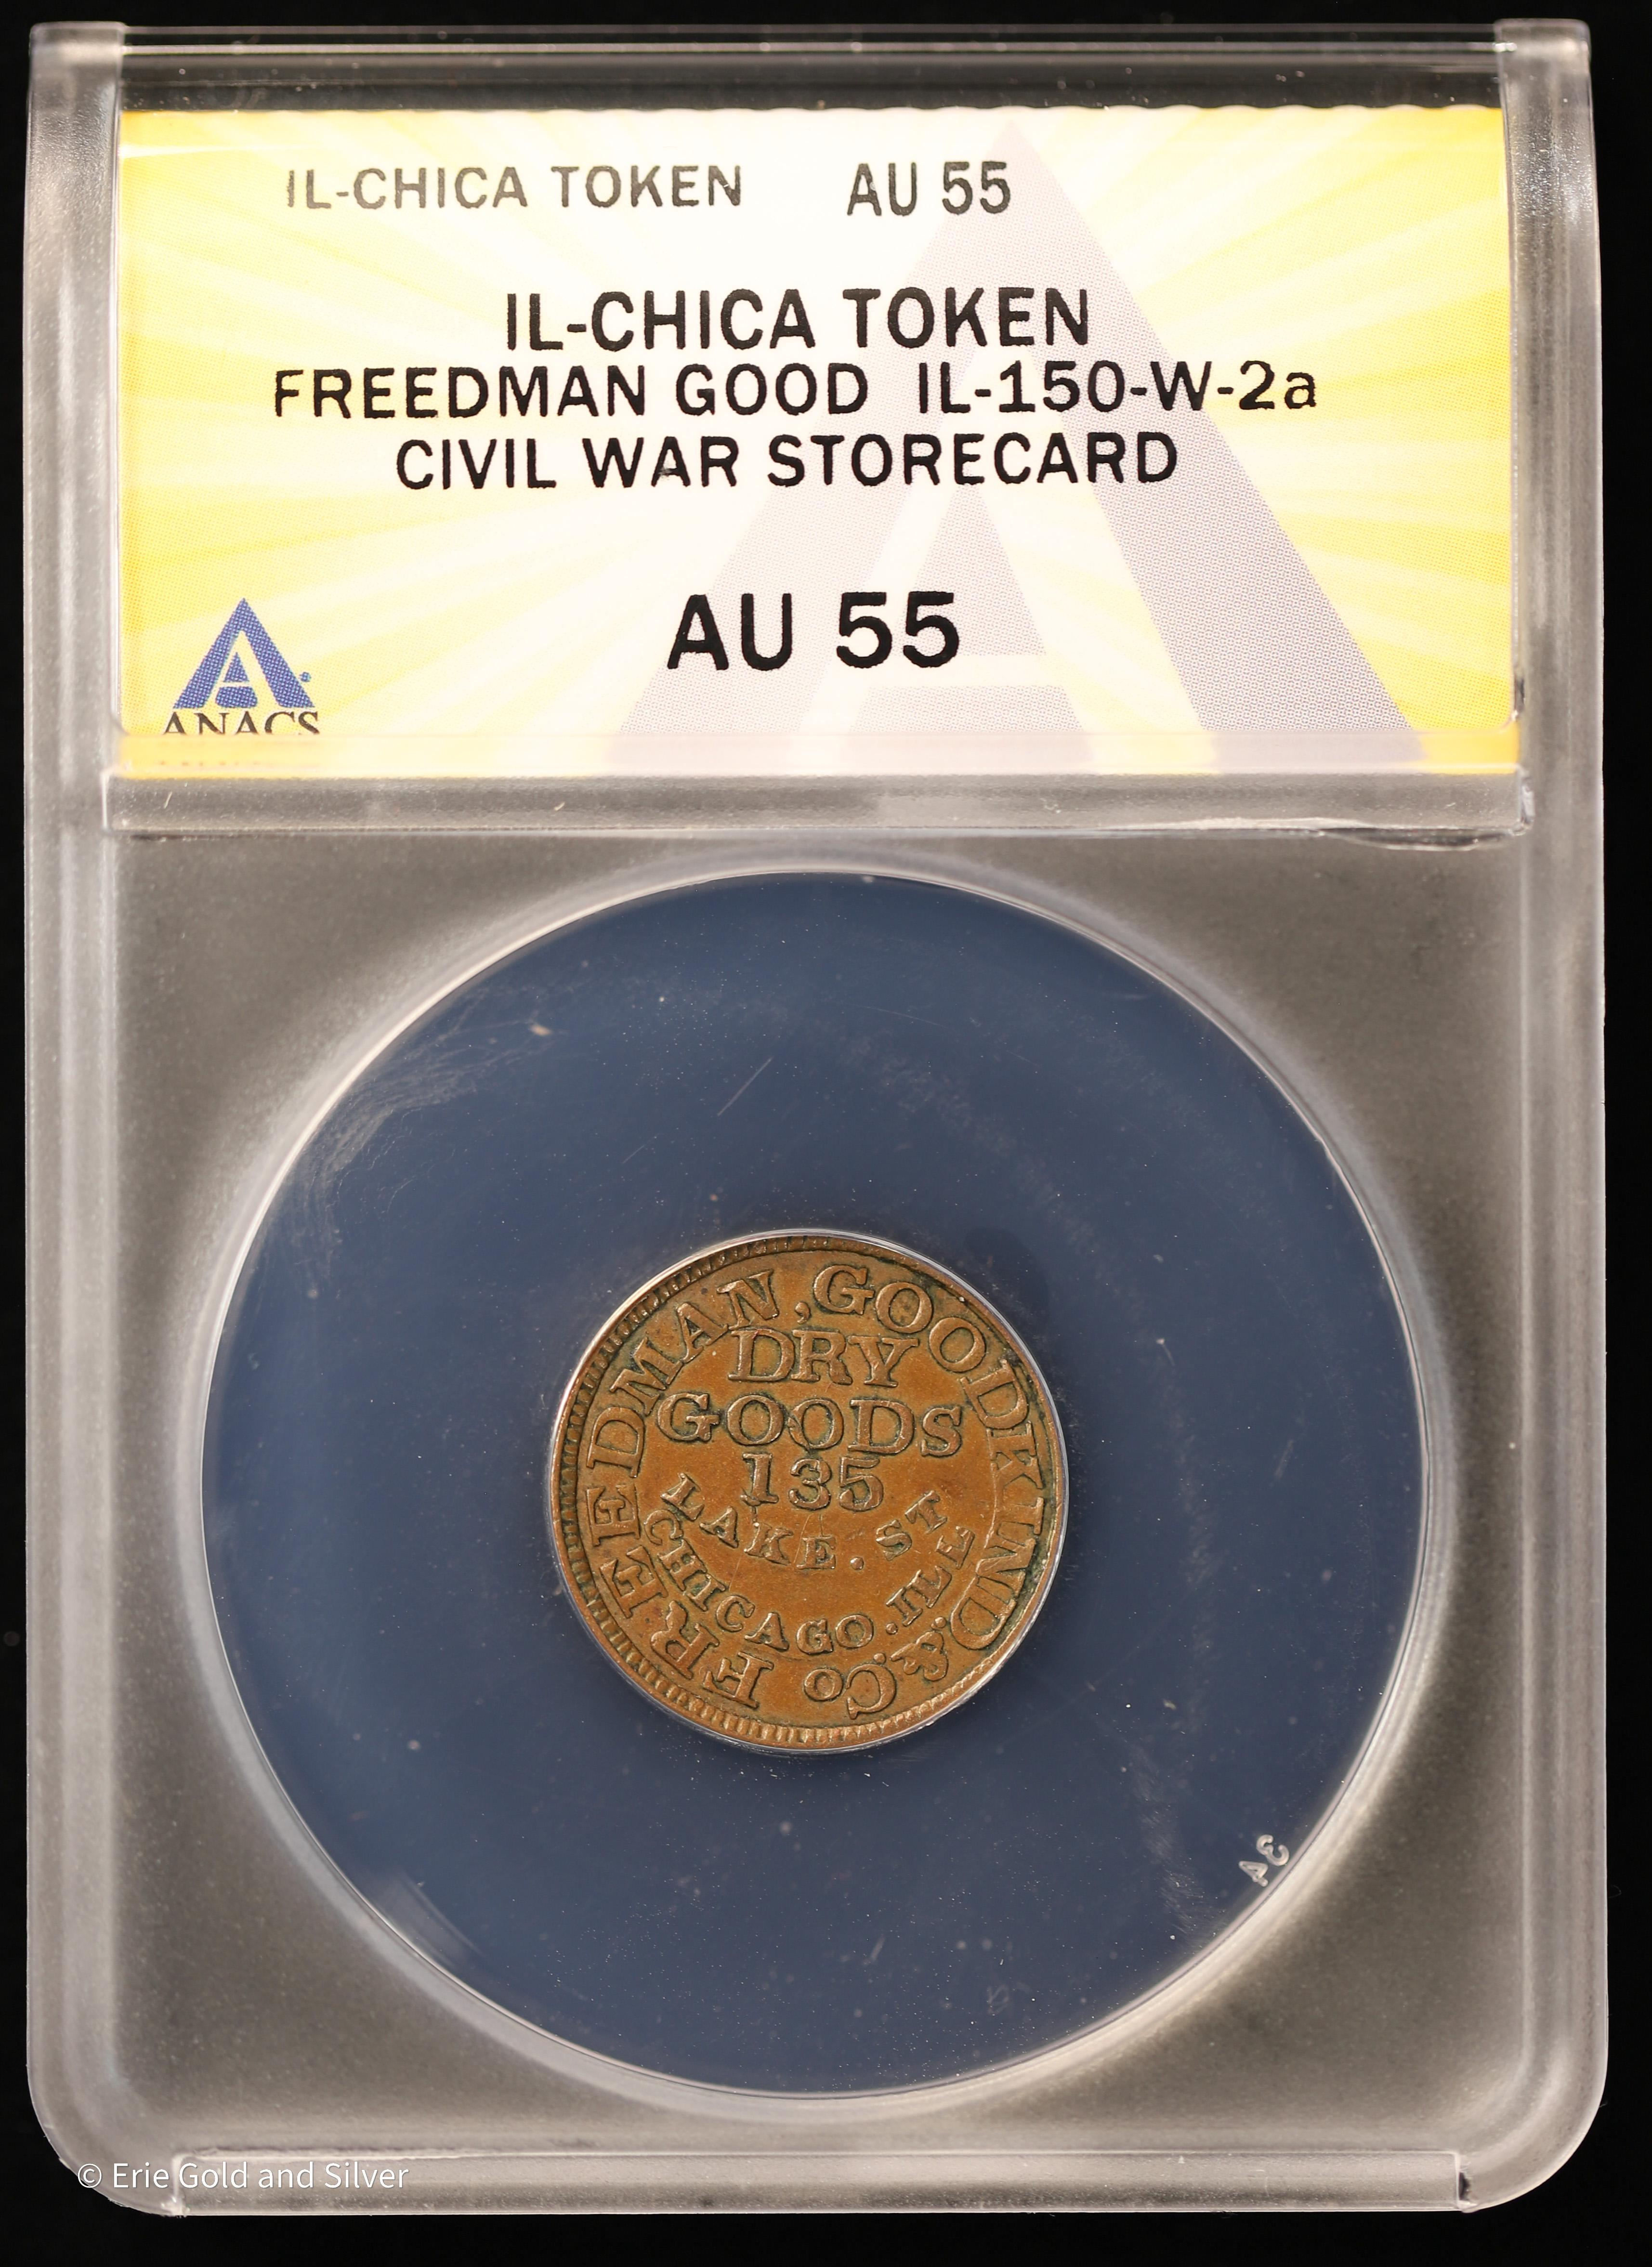 IL-CHICA TOKEN AU 55
IL-CHICA TOKEN
FREEDMAN GOOD IL-150-W-2a
CIVIL WAR STORECARD
AU 55
ANACS
FREEDMAN, GOODKIND. & Co
DRY
GOODS
135
LAKE. ST
CHICAGO. ILL
34
© Erie Gold and Silver